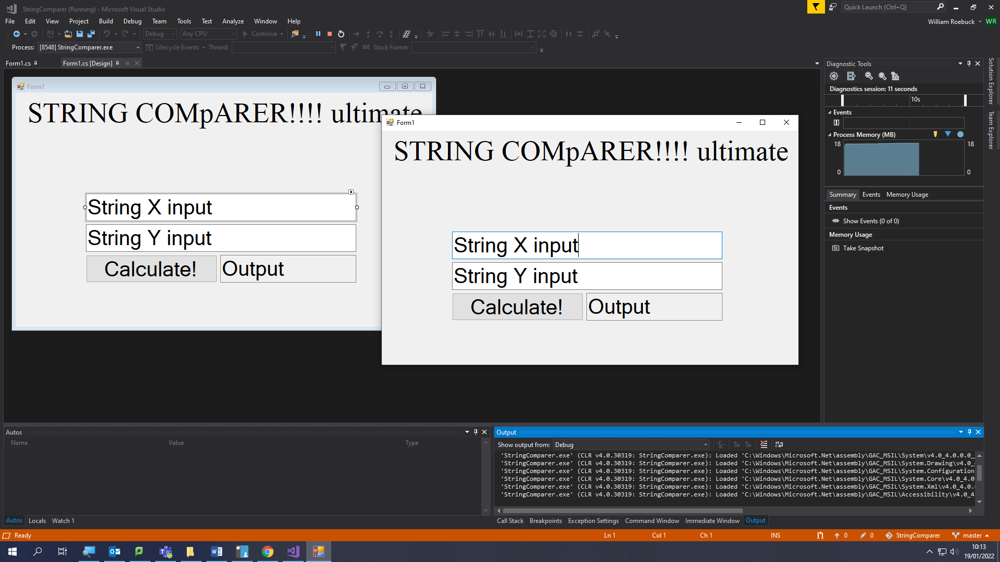 StringComparer (Running) - Microsoft Visual Studio
Quick Launch (Ctrl+Q)
File Edit View Project Build Debug Team Tools Test Analyze Window Help
William Roebuck WR
Debug Any CPU Continue
Process: [8548] StringComparer.exe Lifecycle Events Thread: Stack Frame:
Form1.cs Form1.cs [Design]
Form1
STRING COMpARER!!!! ultimate
String X input
String Y input
Calculate! Output
Form1
STRING COMpARER!!!! ultimate
String X input
String Y input
Calculate! Output
Diagnostic Tools
Diagnostics session: 11 seconds
10s
Events
Process Memory (MB)
18 18
0 0
Summary Events Memory Usage
Events
Show Events (0 of 0)
Memory Usage
Take Snapshot
Solution Explorer
Team Explorer
Autos
Name Value Type
Autos Locals Watch 1
Output
Show output from: Debug
'StringComparer.exe' (CLR v4.0.30319: StringComparer.exe): Loaded 'C:\Windows\Microsoft.Net\assembly\GAC_MSIL\System\v4.0_4.0.0.0_
'StringComparer.exe' (CLR v4.0.30319: StringComparer.exe): Loaded 'C:\Windows\Microsoft.Net\assembly\GAC_MSIL\System.Drawing\v4.0_4
'StringComparer.exe' (CLR v4.0.30319: StringComparer.exe): Loaded 'C:\Windows\Microsoft.Net\assembly\GAC_MSIL\System.Configuration
'StringComparer.exe' (CLR v4.0.30319: StringComparer.exe): Loaded 'C:\Windows\Microsoft.Net\assembly\GAC_MSIL\System.Core\v4.0_4.0
'StringComparer.exe' (CLR v4.0.30319: StringComparer.exe): Loaded 'C:\Windows\Microsoft.Net\assembly\GAC_MSIL\System.Xml\v4.0_4.0.
'StringComparer.exe' (CLR v4.0.30319: StringComparer.exe): Loaded 'C:\Windows\Microsoft.Net\assembly\GAC_MSIL\Accessibility\v4.0_4
Call Stack Breakpoints Exception Settings Command Window Immediate Window Output
Ready Ln 1 Col 1 Ch 1 INS 0 0 StringComparer master
10:13
19/01/2022